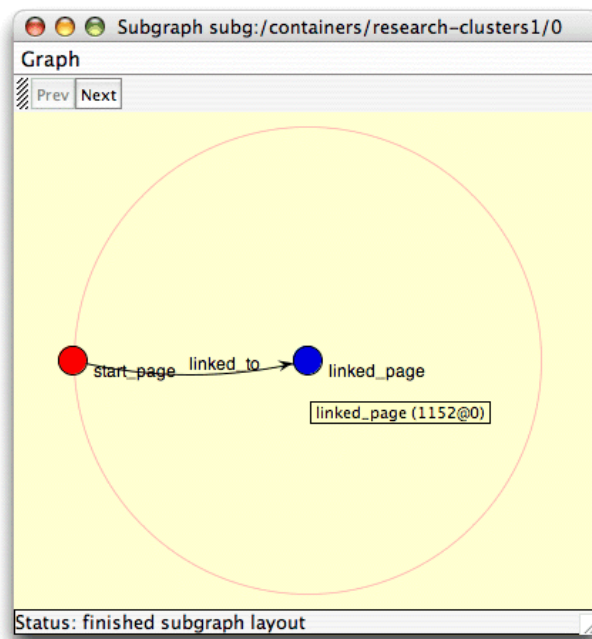 Subgraph subg:/containers/research-clusters1/0
Graph
Prev Next
start_page linked_to linked_page
linked_page (1152@0)
Status: finished subgraph layout